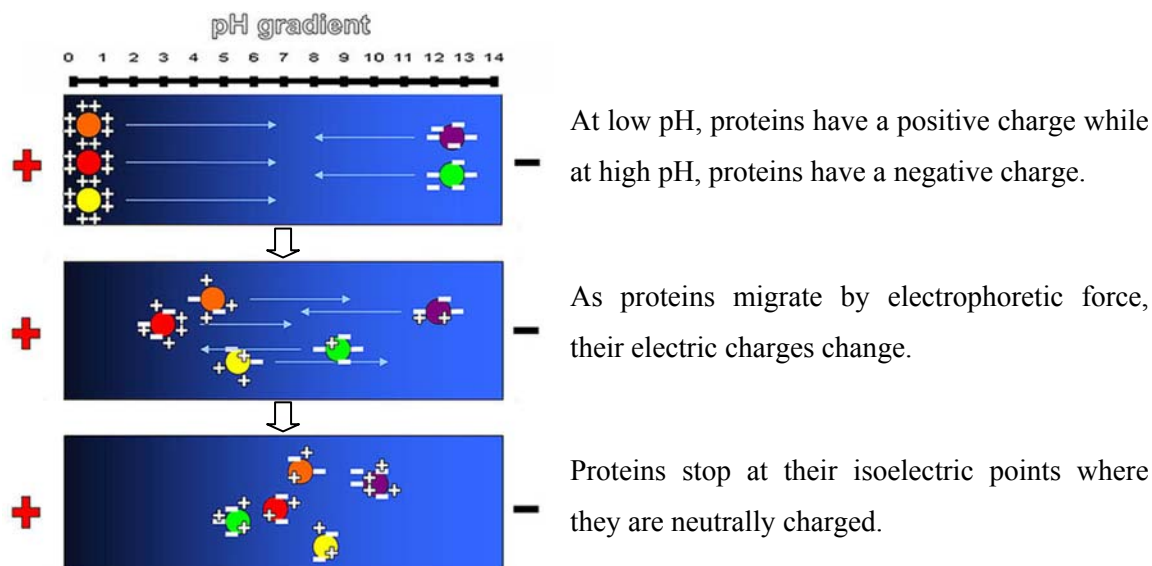 pH gradient
0 1 2 3 4 5 6 7 8 9 10 11 12 13 14
At low pH, proteins have a positive charge while
at high pH, proteins have a negative charge.
As proteins migrate by electrophoretic force,
their electric charges change.
Proteins stop at their isoelectric points where
they are neutrally charged.